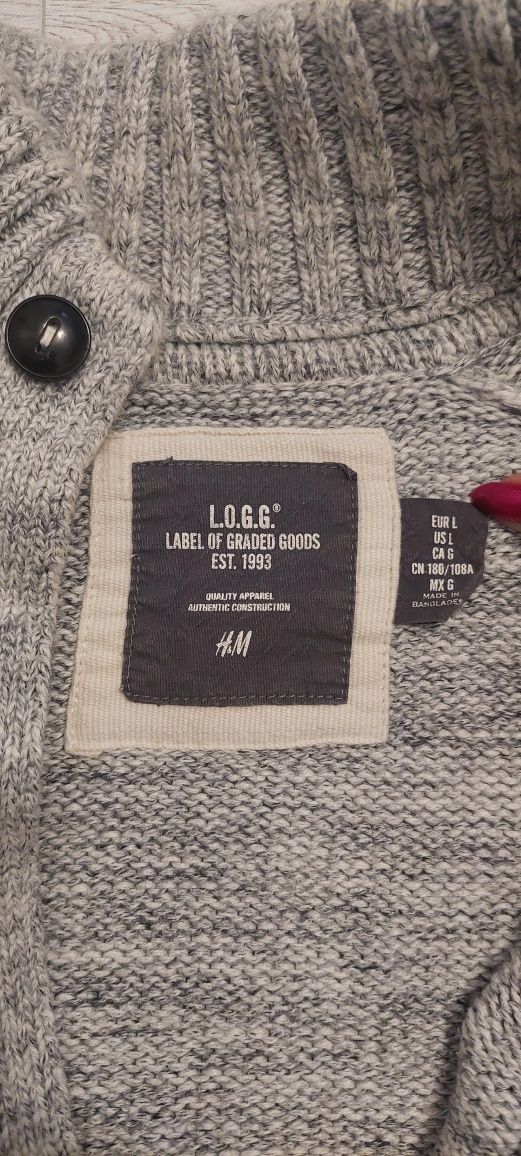 L.O.G.G.®
LABEL OF GRADED GOODS
EST. 1993
QUALITY APPAREL
AUTHENTIC CONSTRUCTION
H&M
EUR L
US L
CA G
CN 180/108A
MX G
MADE IN
BANGLADES